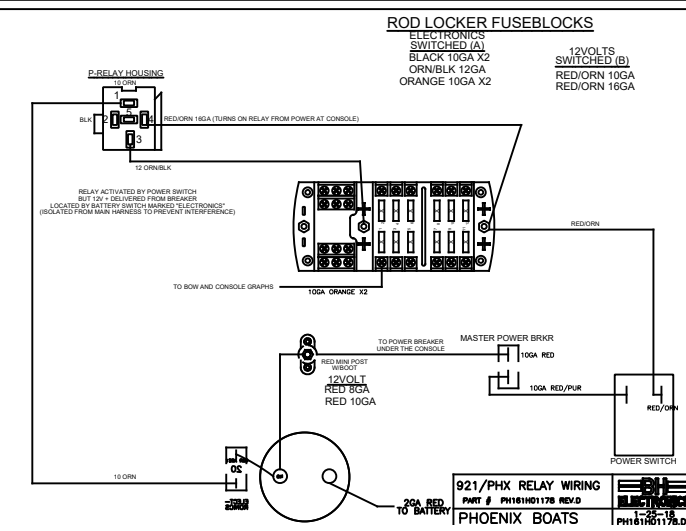 ROD LOCKER FUSEBLOCKS
ELECTRONICS
SWITCHED (A)
BLACK 10GA X2
ORN/BLK 12GA
ORANGE 10GA X2
12VOLTS
SWITCHED (B)
RED/ORN 10GA
RED/ORN 16GA
P-RELAY HOUSING
10 ORN
1
BLK
2
5
4
3
RED/ORN 16GA (TURNS ON RELAY FROM POWER AT CONSOLE)
12 ORN/BLK
RELAY ACTIVATED BY POWER SWITCH
BUT 12V + DELIVERED FROM BREAKER
LOCATED BY BATTERY SWITCH MARKED "ELECTRONICS"
(ISOLATED FROM MAIN HARNESS TO PREVENT INTERFERENCE)
RED/ORN
TO BOW AND CONSOLE GRAPHS
10GA ORANGE X2
TO POWER BREAKER
UNDER THE CONSOLE
MASTER POWER BRKR
10GA RED
RED MINI POST
W/BOOT
12VOLT
RED 8GA
RED 10GA
10GA RED/PUR
RED/ORN
POWER SWITCH
20
10 ORN
2GA RED
TO BATTERY
921/PHX RELAY WIRING
PART # PH161H01178 REV.D
PHOENIX BOATS
BH
ELECTRONICS
1-25-18
PH161H01178.D